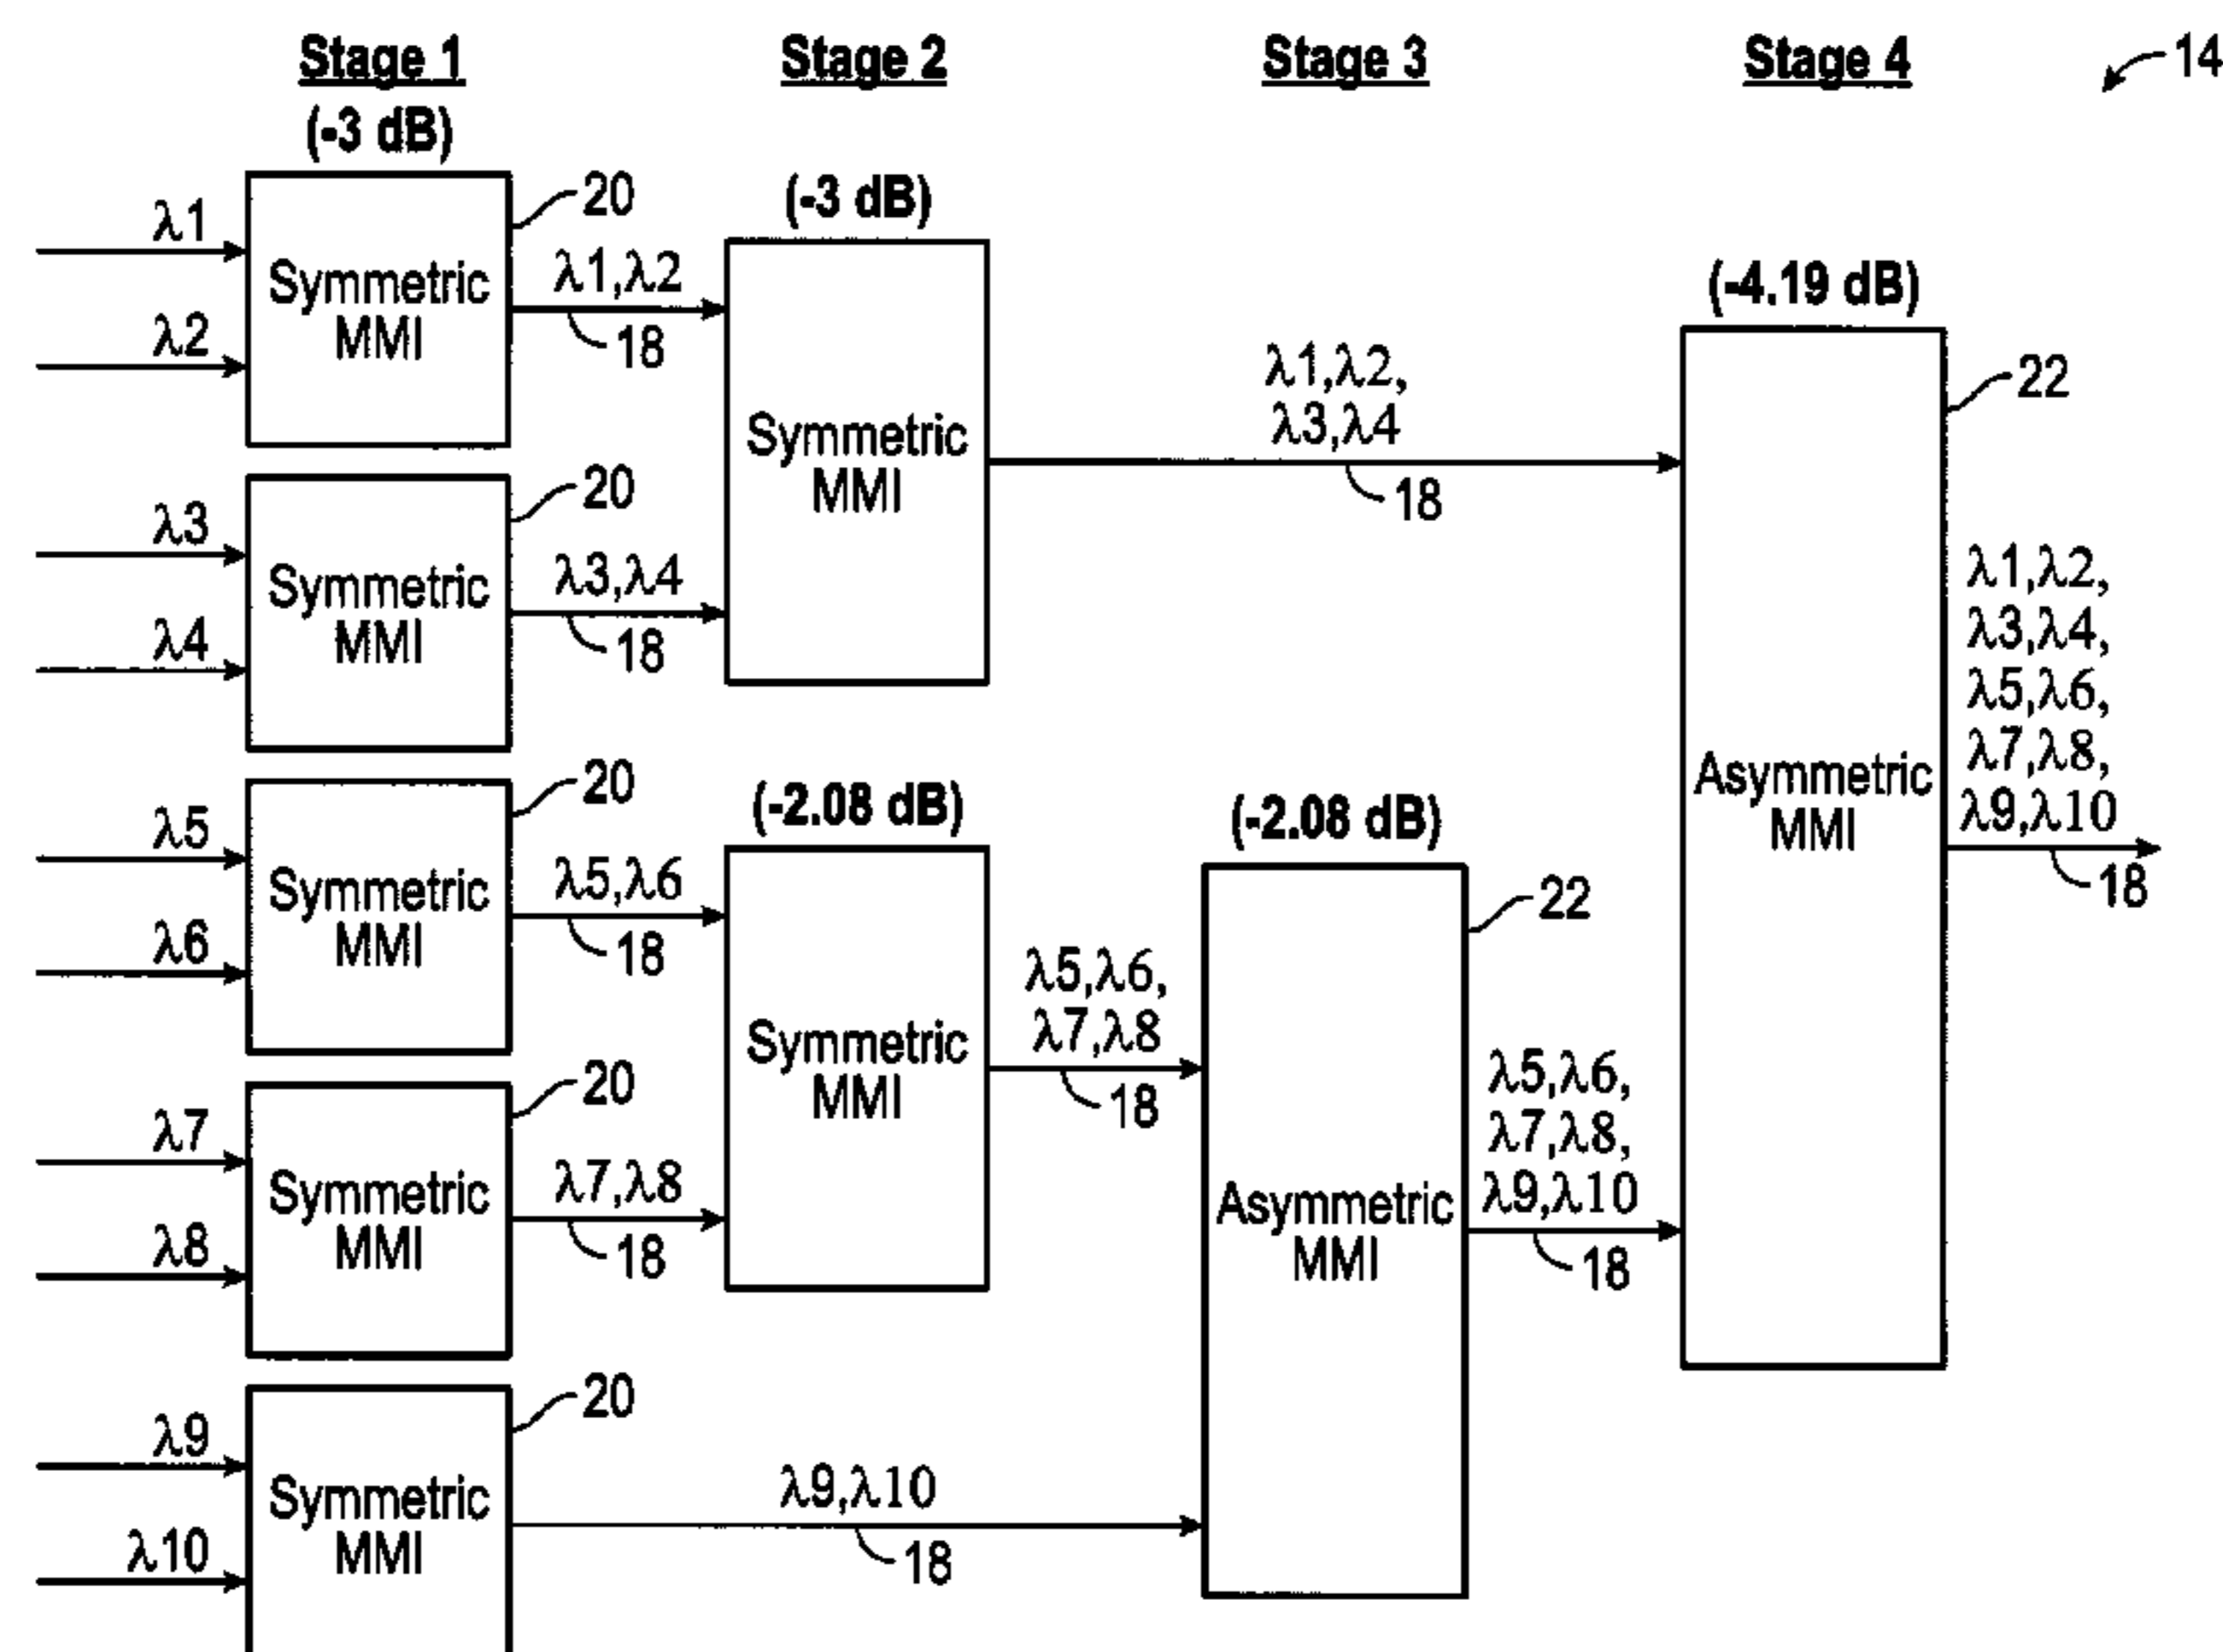 Stage 1
Stage 2
Stage 3
Stage 4
14
(-3 dB)
(-3 dB)
(-4.19 dB)
λ1
λ2
Symmetric
MMI
20
λ1,λ2
18
Symmetric
MMI
λ1,λ2,
λ3,λ4
18
22
λ3
λ4
Symmetric
MMI
20
λ3,λ4
18
Asymmetric
MMI
λ1,λ2,
λ3,λ4,
λ5,λ6,
λ7,λ8,
λ9,λ10
18
λ5
λ6
Symmetric
MMI
20
λ5,λ6
18
(-2.08 dB)
Symmetric
MMI
λ5,λ6,
λ7,λ8
18
(-2.08 dB)
22
Asymmetric
MMI
λ5,λ6,
λ7,λ8,
λ9,λ10
18
λ7
λ8
Symmetric
MMI
20
λ7,λ8
18
λ9
λ10
Symmetric
MMI
20
λ9,λ10
18